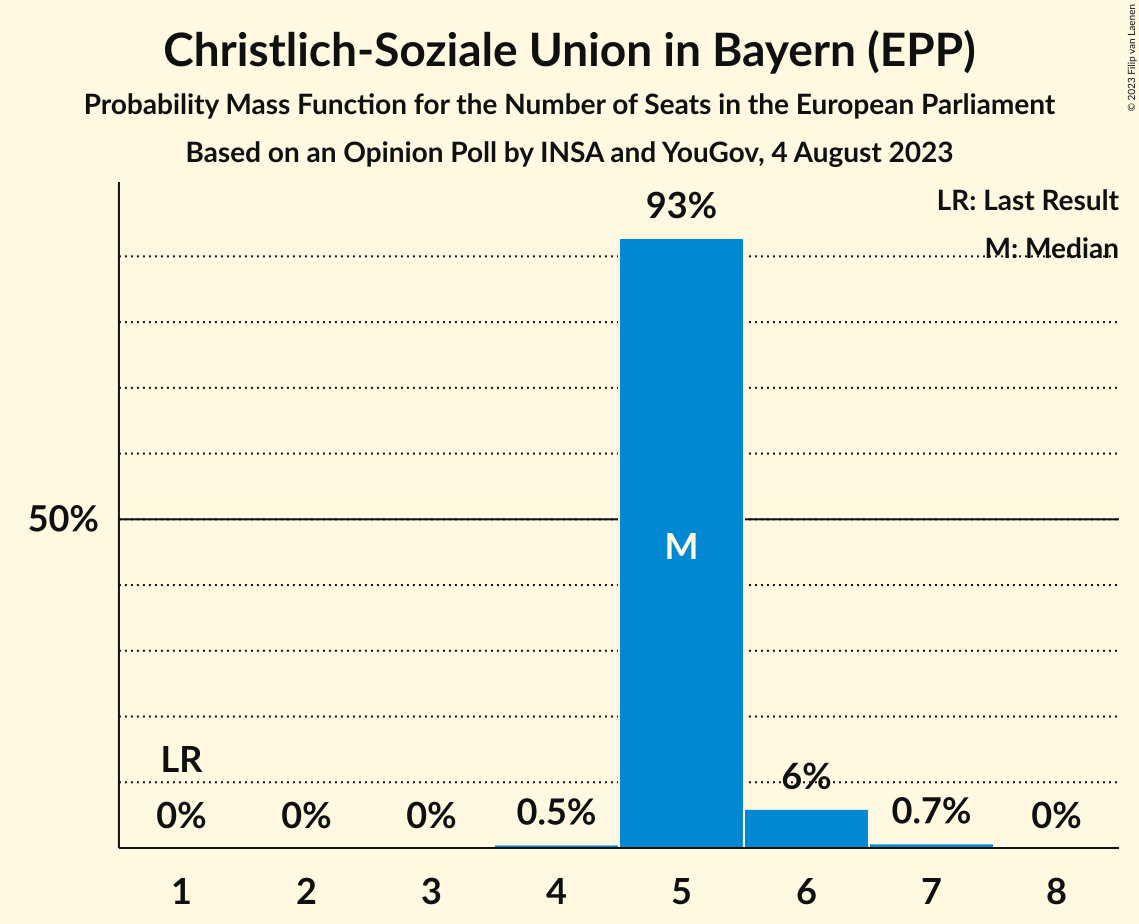 Christlich-Soziale Union in Bayern (EPP)
Probability Mass Function for the Number of Seats in the European Parliament
Based on an Opinion Poll by INSA and YouGov, 4 August 2023
© 2023 Filip van Laenen
LR: Last Result
M: Median
93%
50%
M
LR
0% 0% 0% 0.5% 6% 0.7% 0%
1 2 3 4 5 6 7 8